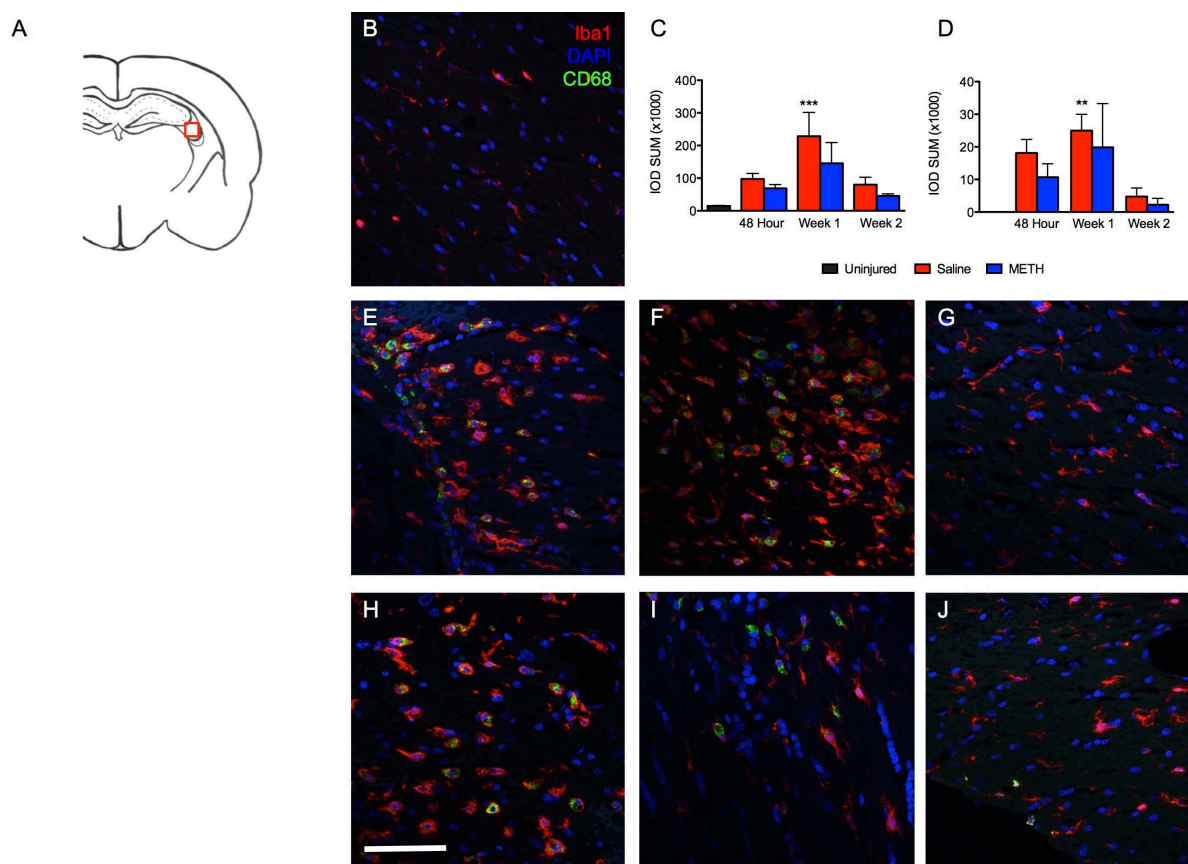 A
B
Iba1
DAPI
CD68
C
IOD SUM (x1000)
400
300
200
100
0
***
48 Hour
Week 1
Week 2
D
IOD SUM (x1000)
40
30
20
10
0
**
48 Hour
Week 1
Week 2
Uninjured
Saline
METH
E
F
G
H
I
J